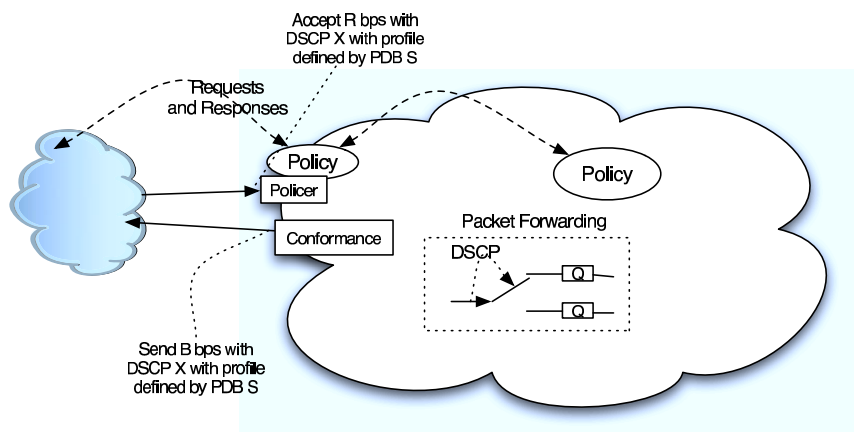 Accept R bps with
DSCP X with profile
defined by PDB S
Requests
and Responses
Policy
Policer
Policy
Conformance
Packet Forwarding
DSCP
Q
Q
Send B bps with
DSCP X with profile
defined by PDB S